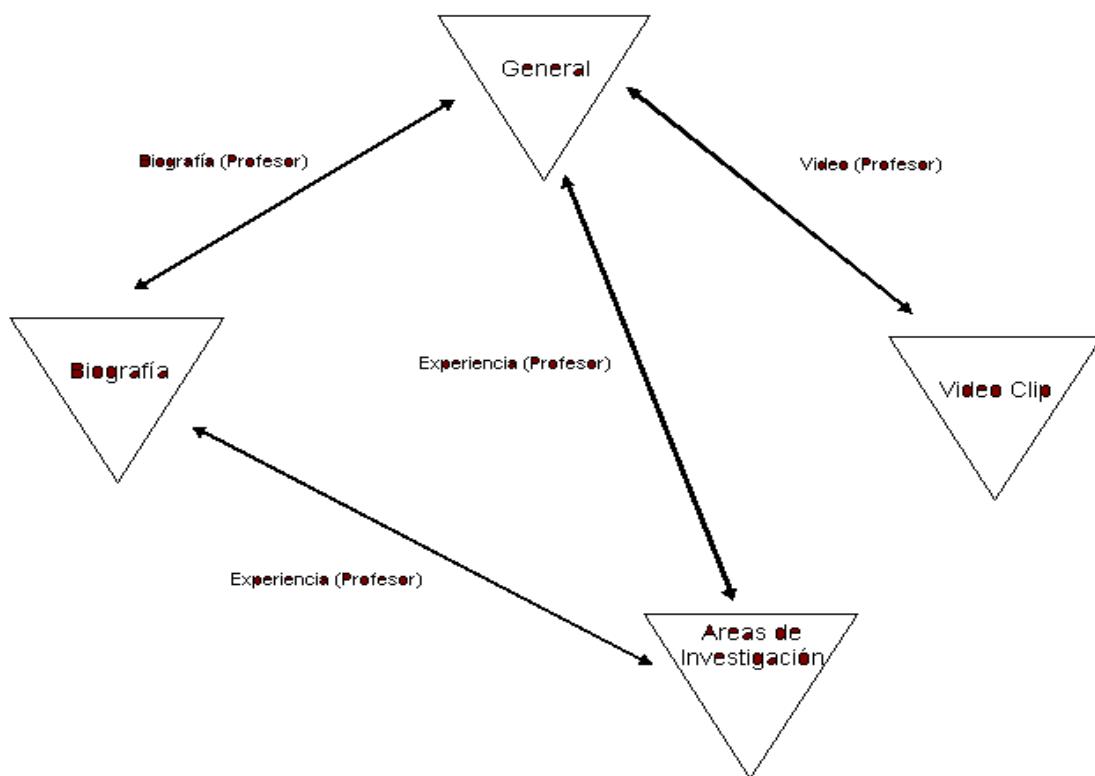 General
Biografía (Profesor)
Video (Profesor)
Biografía
Experiencia (Profesor)
Video Clip
Experiencia (Profesor)
Areas de
Investigación